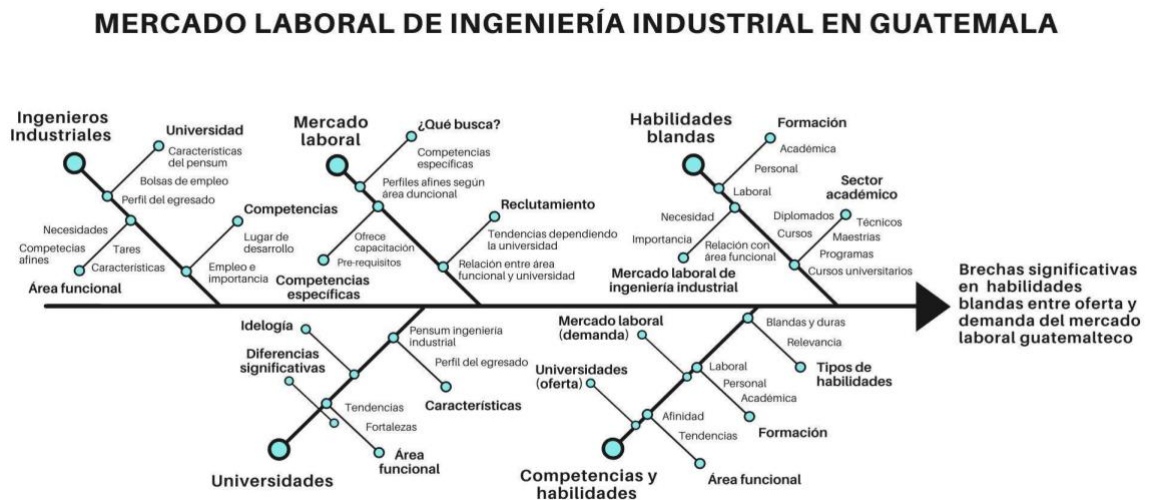 MERCADO LABORAL DE INGENIERÍA INDUSTRIAL EN GUATEMALA
Ingenieros
Industriales
Universidad
Características
del pensum
Bolsas de empleo
Perfil del egresado
Necesidades
Competecias
afines
Tares
Características
Área funcional
Competencias
Lugar de
desarrollo
Empleo e
importancia
Mercado
laboral
¿Qué busca?
Competencias
específicas
Perfiles afines según
área duncional
Ofrece
capacitación
Pre-requisitos
Competencias
específicas
Reclutamiento
Tendencias dependiendo
la universidad
Relación entre área
funcional y universidad
Habilidades
blandas
Formación
Académica
Personal
Laboral
Necesidad
Importancia
Relación con
área funcional
Mercado laboral de
ingeniería industrial
Sector
académico
Diplomados
Técnicos
Cursos
Maestrias
Programas
Cursos universitarios
Brechas significativas
en habilidades
blandas entre oferta y
demanda del mercado
laboral guatemalteco
Idelogía
Pensum ingenieria
industrial
Perfil del egresado
Características
Diferencias
significativas
Tendencias
Fortalezas
Área
funcional
Universidades
Mercado laboral
(demanda)
Blandas y duras
Relevancia
Tipos de
habilidades
Universidades
(oferta)
Laboral
Personal
Académica
Formación
Afinidad
Tendencias
Área funcional
Competencias y
habilidades